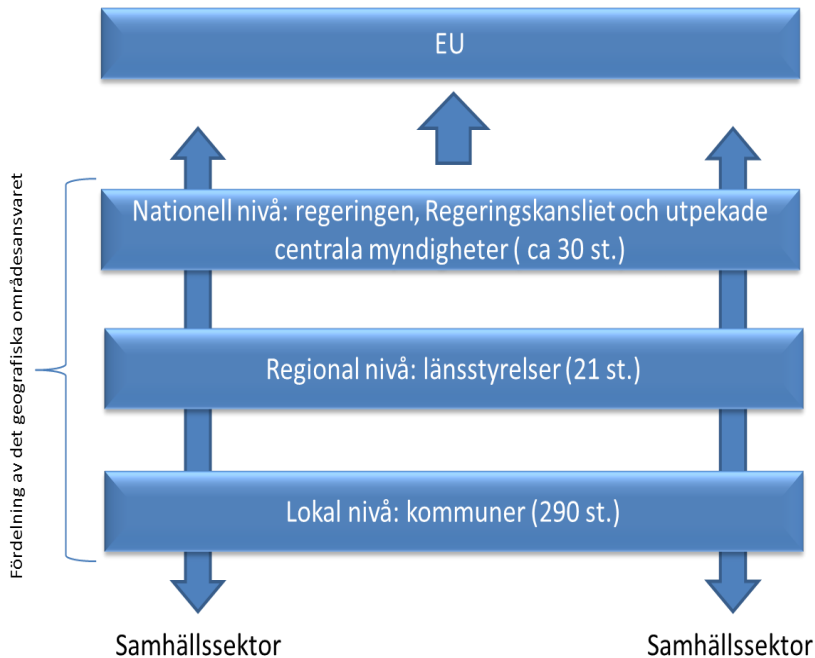 EU
Fördelning av det geografiska områdesansvaret
Nationell nivå: regeringen, Regeringskansliet och utpekade
centrala myndigheter ( ca 30 st.)
Regional nivå: länsstyrelser (21 st.)
Lokal nivå: kommuner (290 st.)
Samhällssektor
Samhällssektor